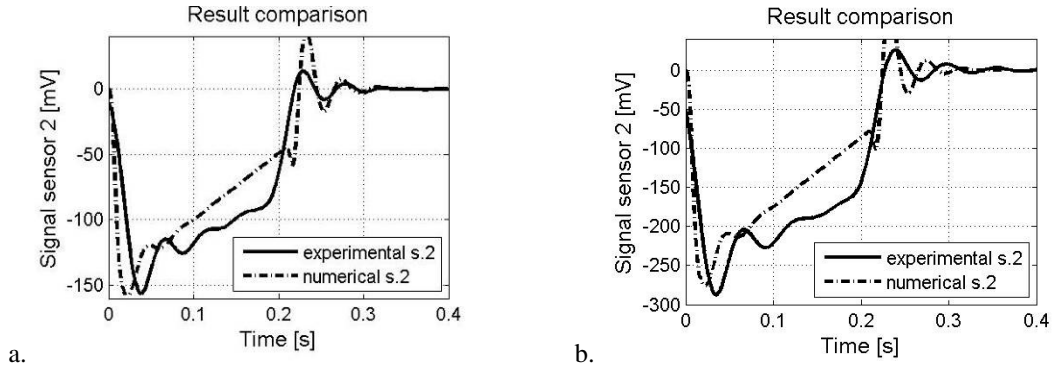 Result comparison
Signal sensor 2 [mV]
0
-50
-100
-150
0
0.1
0.2
0.3
0.4
Time [s]
experimental s.2
numerical s.2
a.
Result comparison
Signal sensor 2 [mV]
0
-50
-100
-150
-200
-250
-300
0
0.1
0.2
0.3
0.4
Time [s]
experimental s.2
numerical s.2
b.